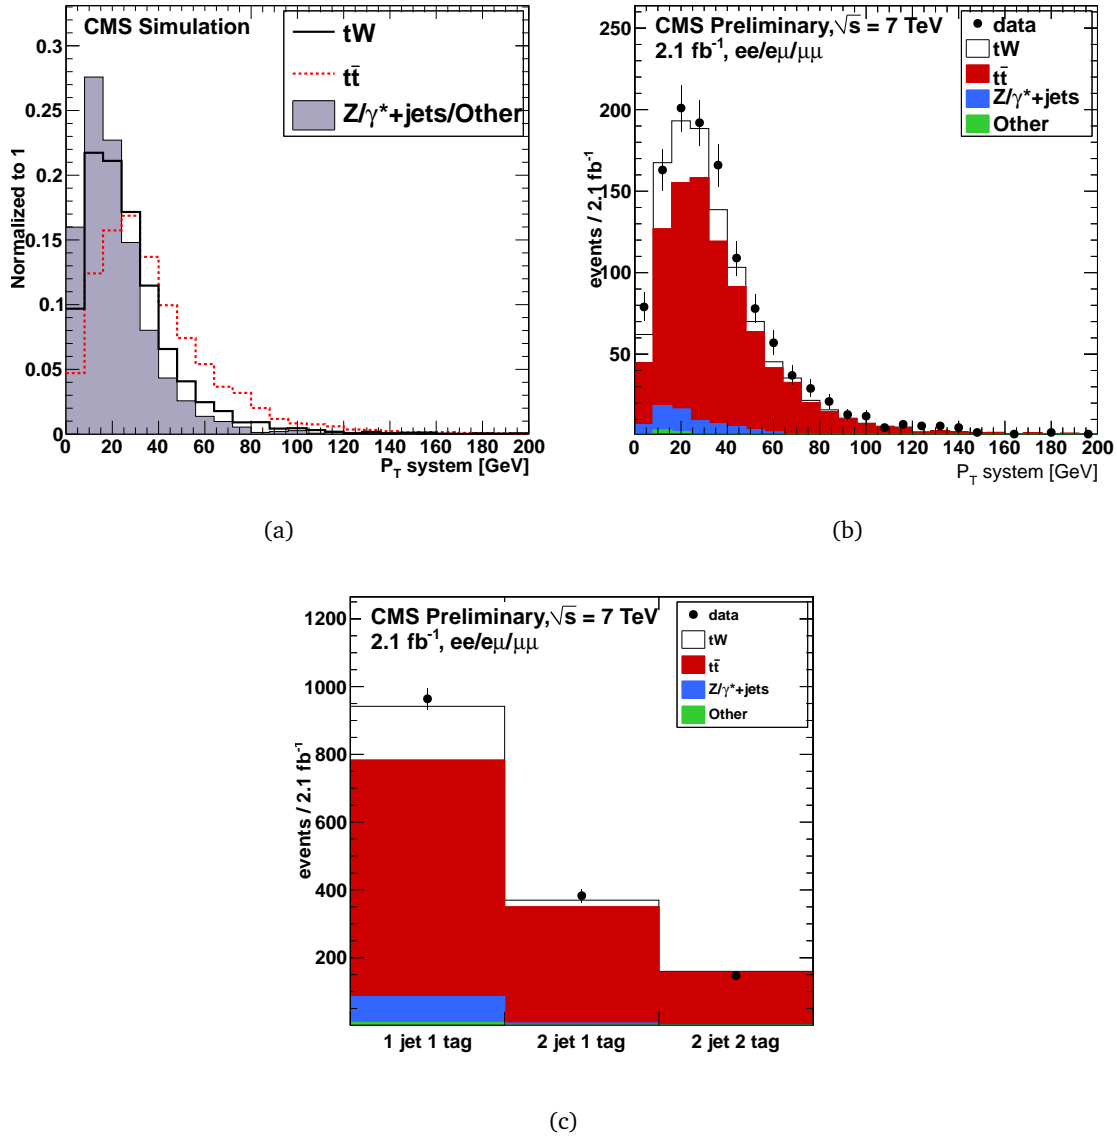 CMS Simulation
tW
tt̄
Z/γ*+jets/Other
Normalized to 1
0.3
0.25
0.2
0.15
0.1
0.05
0
0 20 40 60 80 100 120 140 160 180 200
P_T system [GeV]
(a)
CMS Preliminary, √s = 7 TeV
2.1 fb⁻¹, ee/eμ/μμ
data
tW
tt̄
Z/γ*+jets
Other
events / 2.1 fb⁻¹
250
200
150
100
50
0 20 40 60 80 100 120 140 160 180 200
P_T system [GeV]
(b)
CMS Preliminary, √s = 7 TeV
2.1 fb⁻¹, ee/eμ/μμ
data
tW
tt̄
Z/γ*+jets
Other
events / 2.1 fb⁻¹
1200
1000
800
600
400
200
1 jet 1 tag 2 jet 1 tag 2 jet 2 tag
(c)